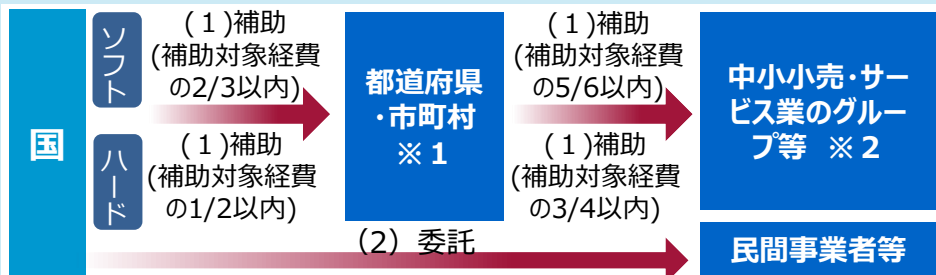 国
ソフト
(１)補助
(補助対象経費
の2/3以内)
ハード
(１)補助
(補助対象経費
の1/2以内)
都道府県
・市町村
※１
(１)補助
(補助対象経費
の5/6以内)
(１)補助
(補助対象経費
の3/4以内)
中小小売・サー
ビス業のグルー
プ等　※２
(2) 委託
民間事業者等